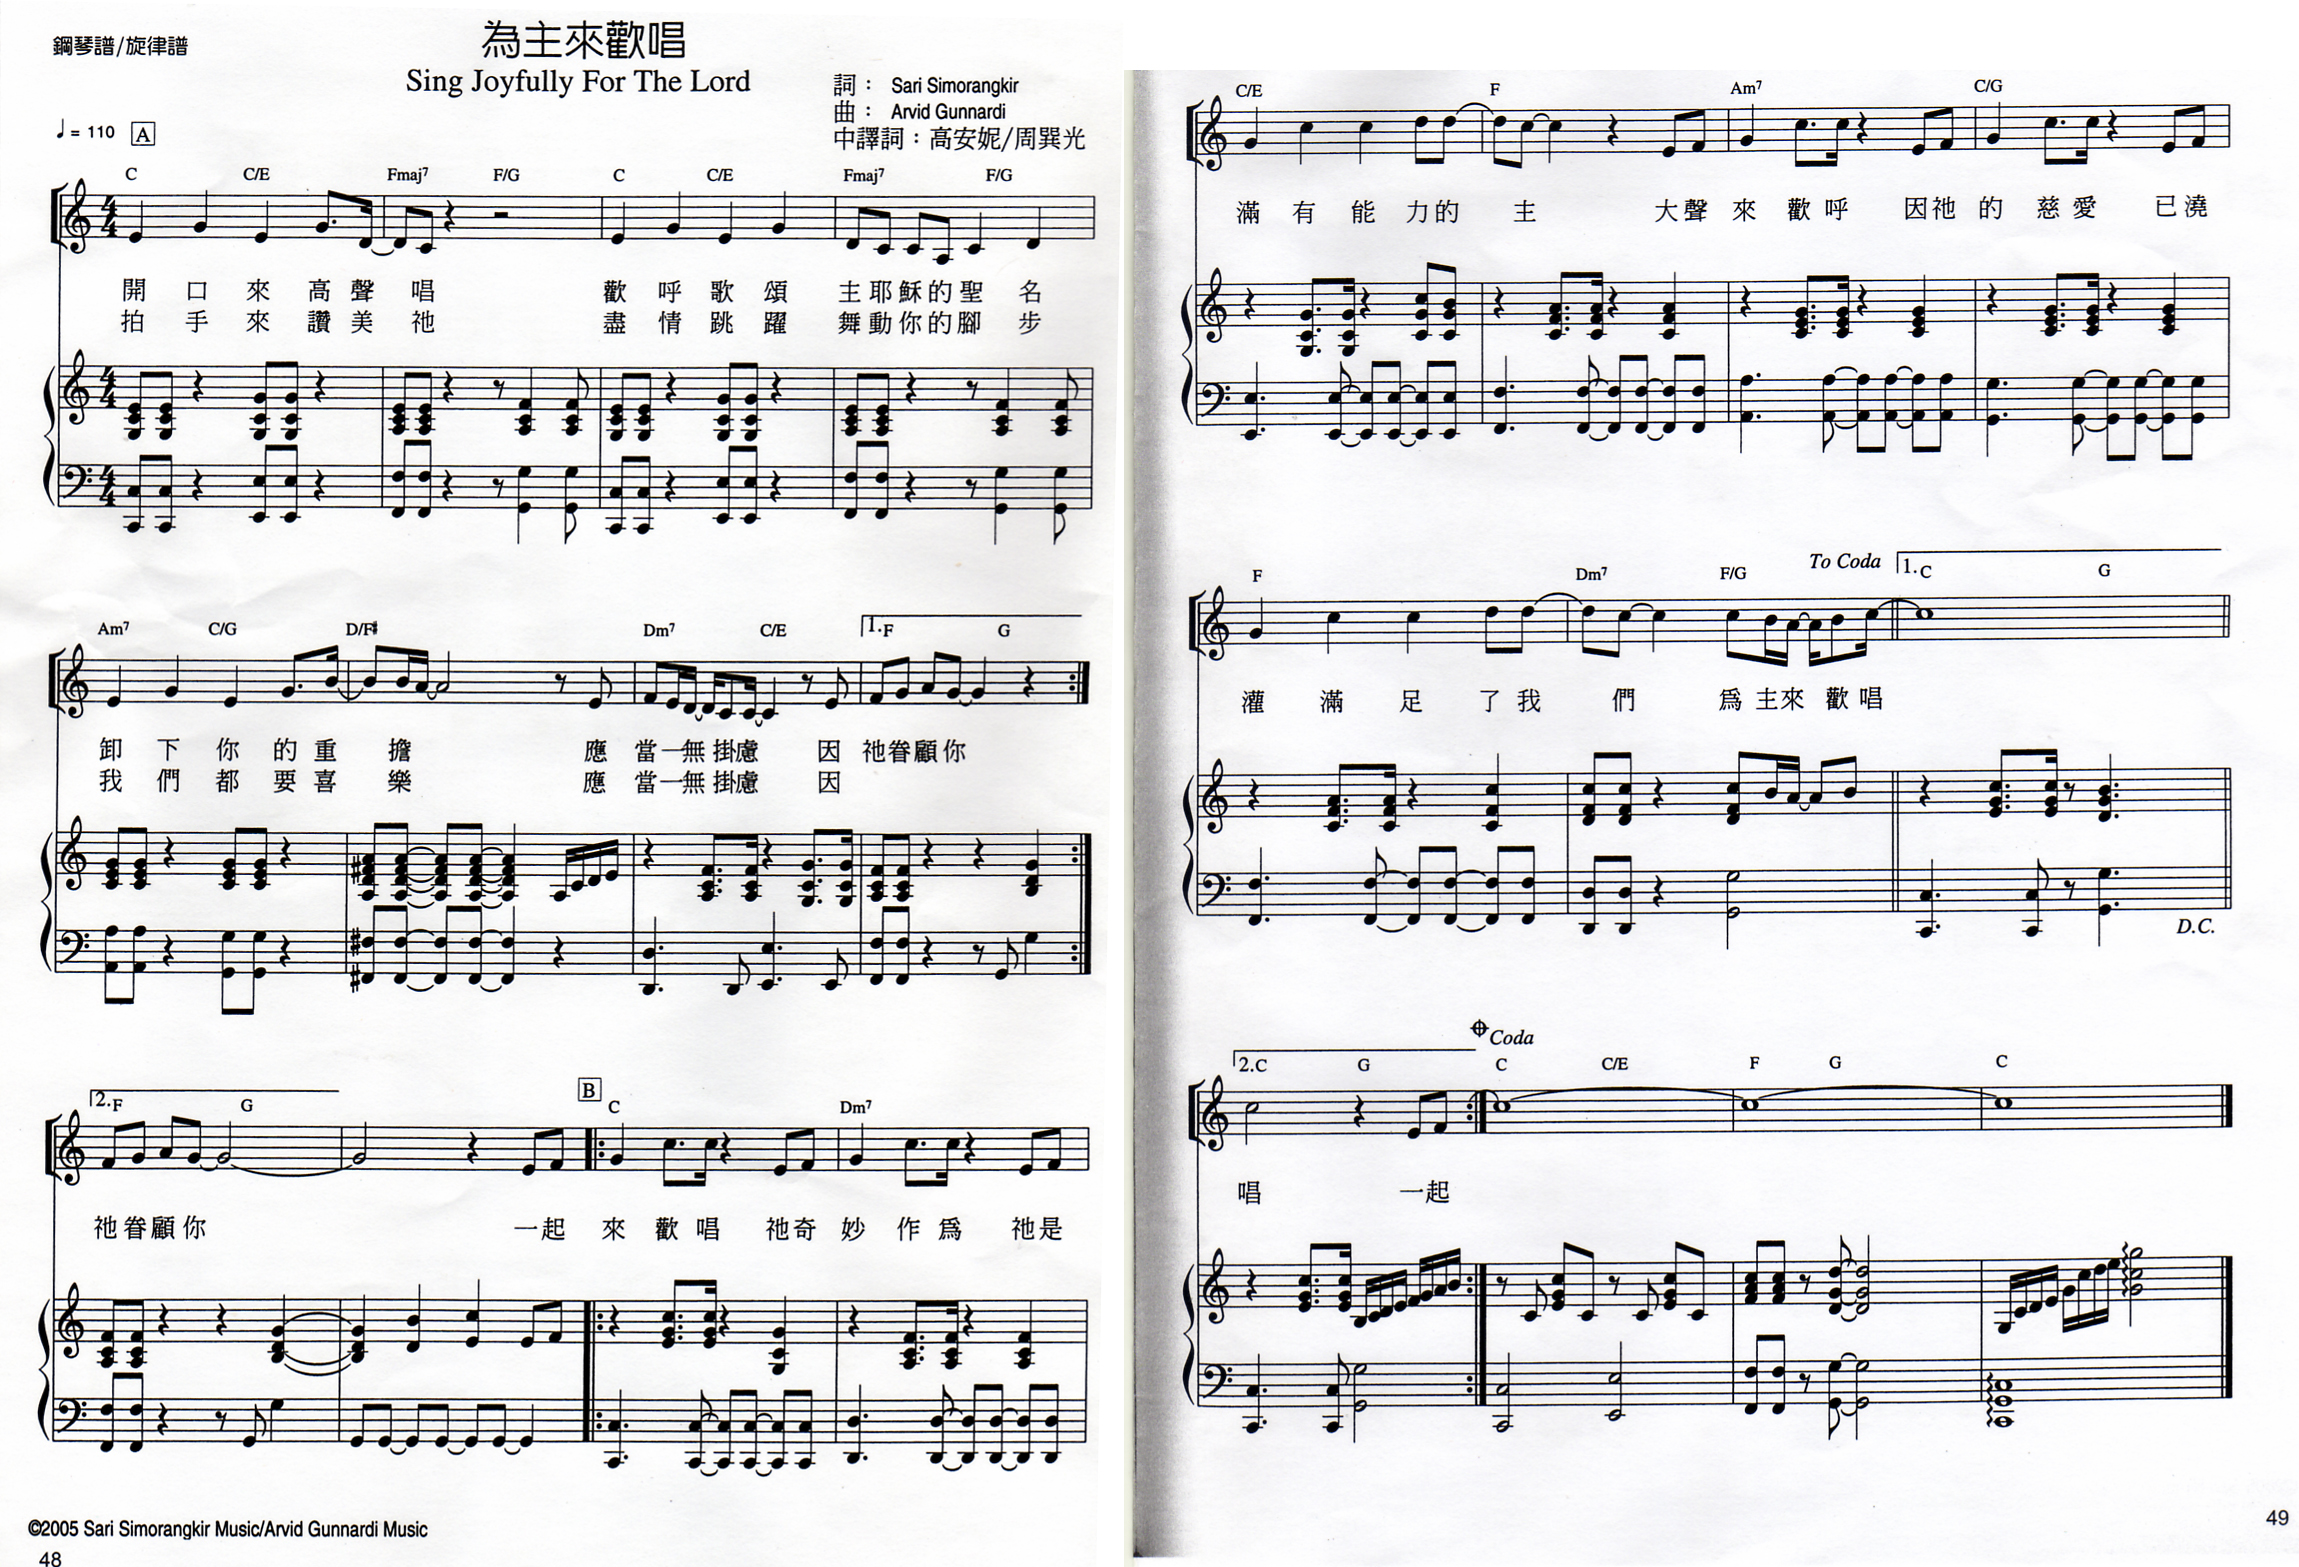 鋼琴譜/旋律譜
為主來歡唱
Sing Joyfully For The Lord
詞： Sari Simorangkir
曲： Arvid Gunnardi
中譯詞：高安妮/周巽光
♩= 110 A
C C/E Fmaj7 F/G C C/E Fmaj7 F/G
開口來高聲唱 歡呼歌頌 主耶穌的聖名
拍手來讚美祂 盡情跳躍 舞動你的腳步
Am7 C/G D/F# Dm7 C/E 1. F G
卸下你的重擔 應當一無掛慮 因祂眷顧你
我們都要喜樂 應當一無掛慮 因
2. F G B C Dm7
祂眷顧你 一起來歡唱 祂奇妙作爲 祂是
©2005 Sari Simorangkir Music/Arvid Gunnardi Music
48
C/E F Am7 C/G
滿有能力的主 大聲來歡呼 因祂的慈愛 已澆
F Dm7 F/G To Coda 1. C G
灌滿足了我們 爲主來歡唱
D.C.
Coda
2. C G C C/E F G C
唱 一起
49